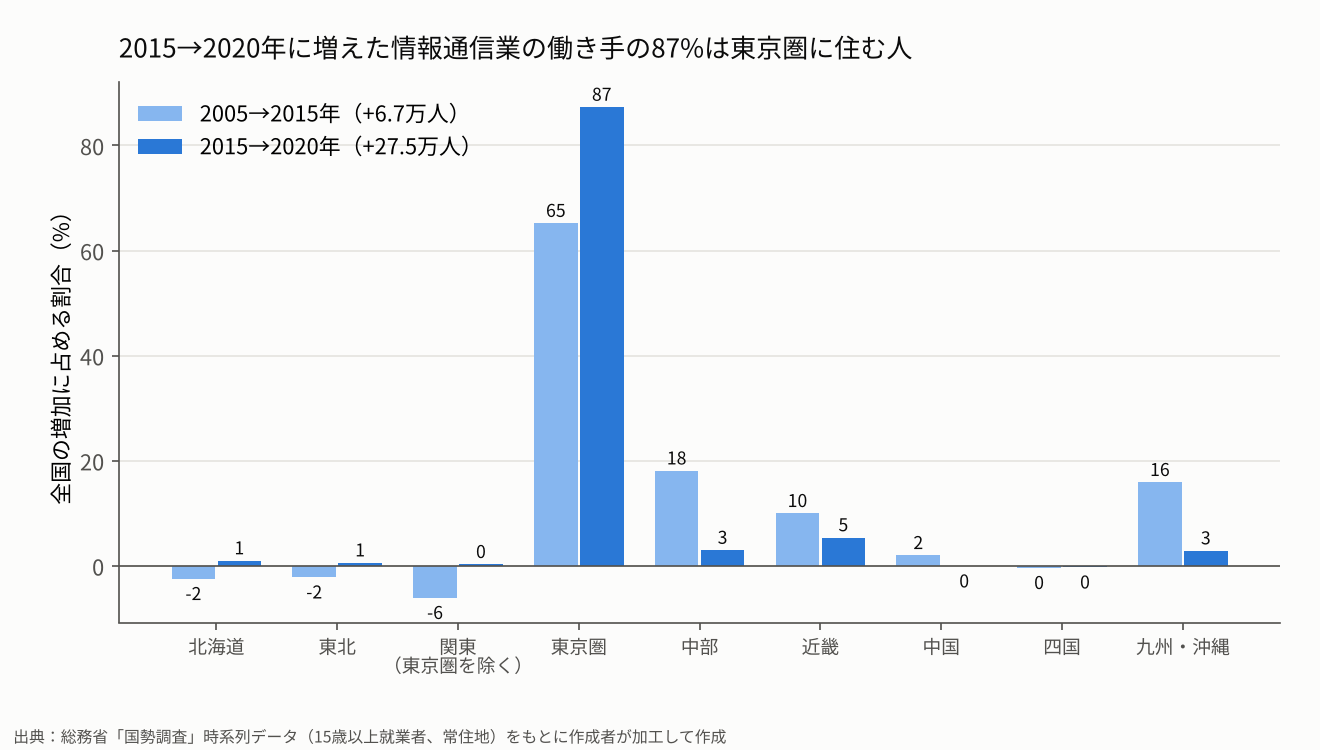 2015→2020年に増えた情報通信業の働き手の87%は東京圏に住む人
2005→2015年（+6.7万人）
2015→2020年（+27.5万人）
全国の増加に占める割合（%）
80
60
40
20
0
-2
1
-2
1
-6
0
65
87
18
3
10
5
2
0
0
0
16
3
北海道
東北
関東
（東京圏を除く）
東京圏
中部
近畿
中国
四国
九州・沖縄
出典：総務省「国勢調査」時系列データ（15歳以上就業者、常住地）をもとに作成者が加工して作成